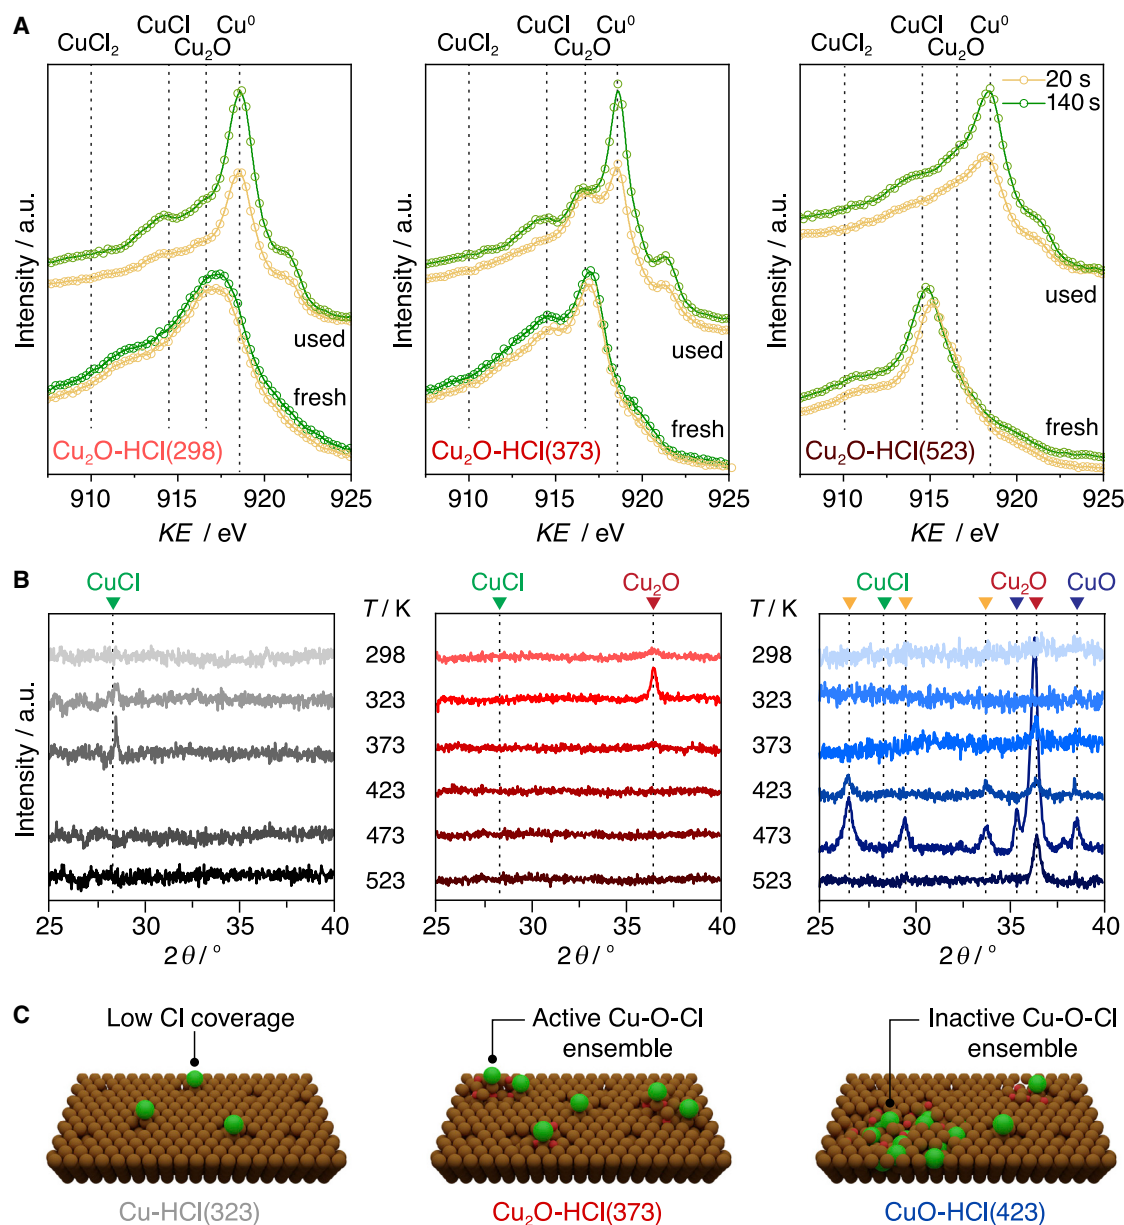 A
CuCl₂ CuCl Cu₂O Cu⁰
CuCl₂ CuCl Cu₂O Cu⁰
CuCl₂ CuCl Cu₂O Cu⁰
Intensity / a.u.
used
fresh
Cu₂O-HCl(298)
910 915 920 925
KE / eV
Intensity / a.u.
used
fresh
Cu₂O-HCl(373)
910 915 920 925
KE / eV
Intensity / a.u.
20 s
140 s
used
fresh
Cu₂O-HCl(523)
910 915 920 925
KE / eV
B
CuCl
CuCl Cu₂O
CuCl Cu₂O CuO
Intensity / a.u.
T / K
298
323
373
423
473
523
T / K
298
323
373
423
473
523
25 30 35 40
2θ / °
25 30 35 40
2θ / °
25 30 35 40
2θ / °
C
Low Cl coverage
Active Cu-O-Cl
ensemble
Inactive Cu-O-Cl
ensemble
Cu-HCl(323)
Cu₂O-HCl(373)
CuO-HCl(423)